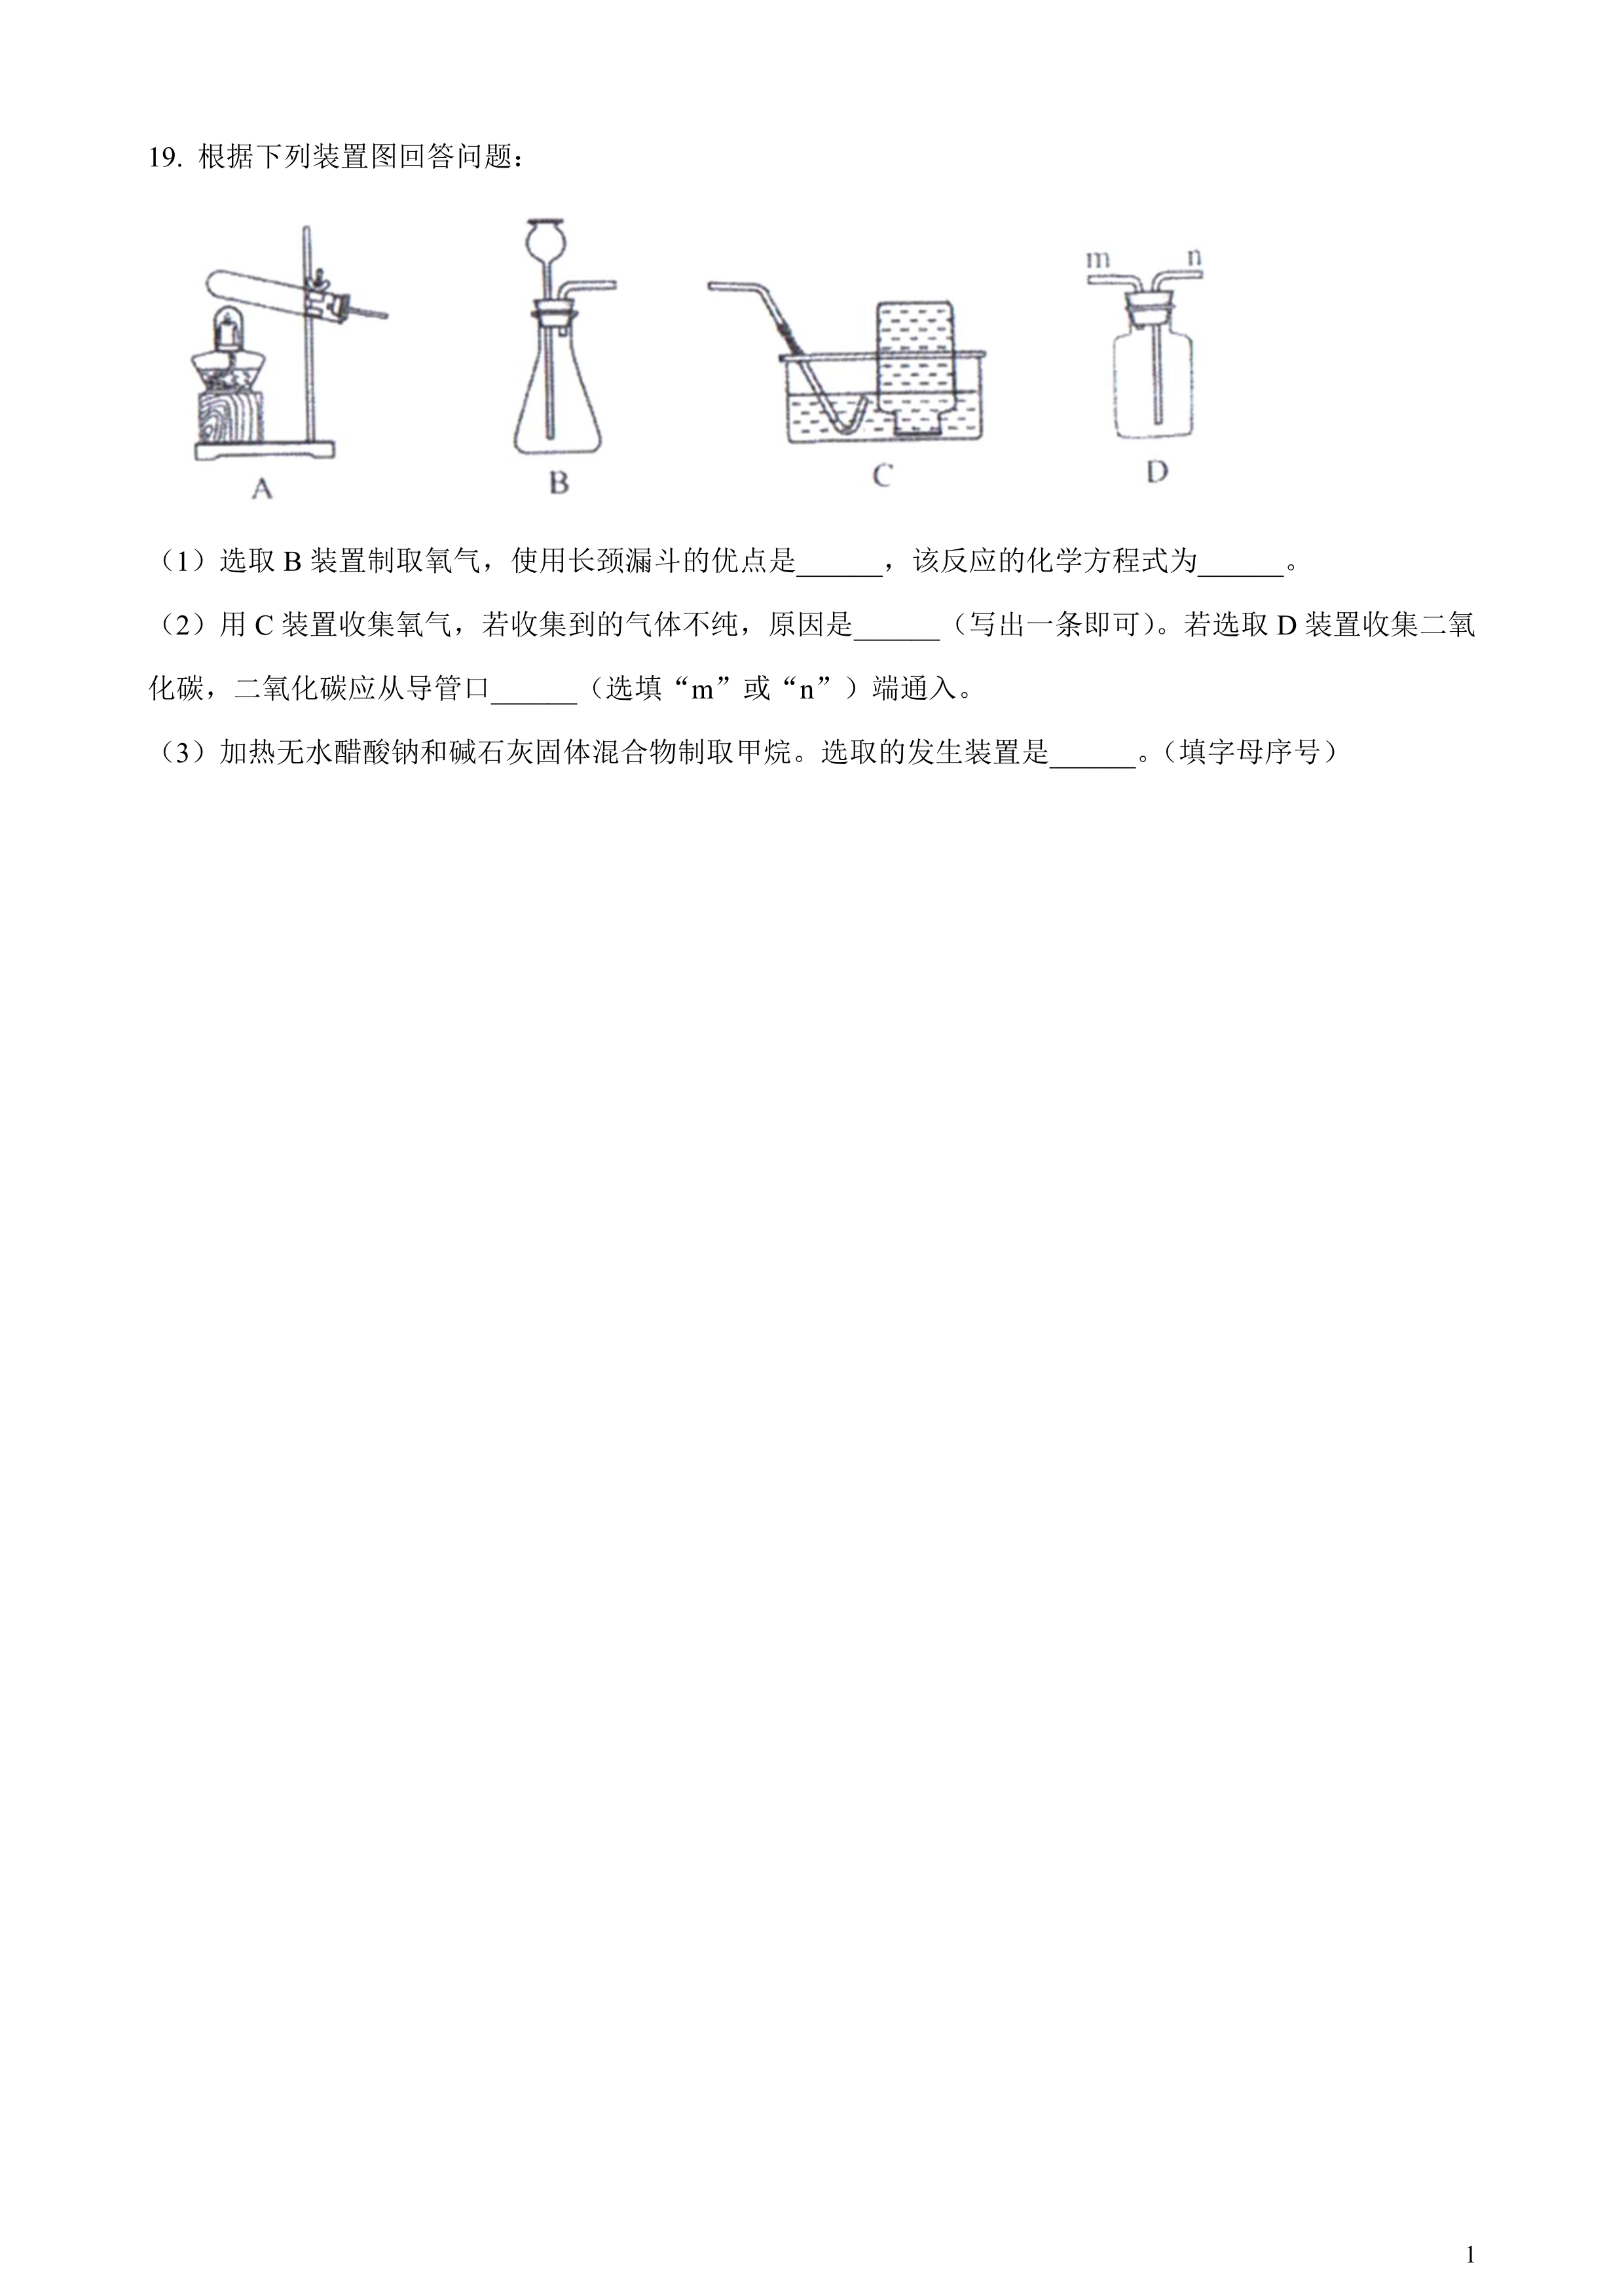 19. 根据下列装置图回答问题：
m n
A B C D
（1）选取 B 装置制取氧气，使用长颈漏斗的优点是______，该反应的化学方程式为______。
（2）用 C 装置收集氧气，若收集到的气体不纯，原因是______（写出一条即可）。若选取 D 装置收集二氧
化碳，二氧化碳应从导管口______（选填“m”或“n”）端通入。
（3）加热无水醋酸钠和碱石灰固体混合物制取甲烷。选取的发生装置是______。（填字母序号）
1